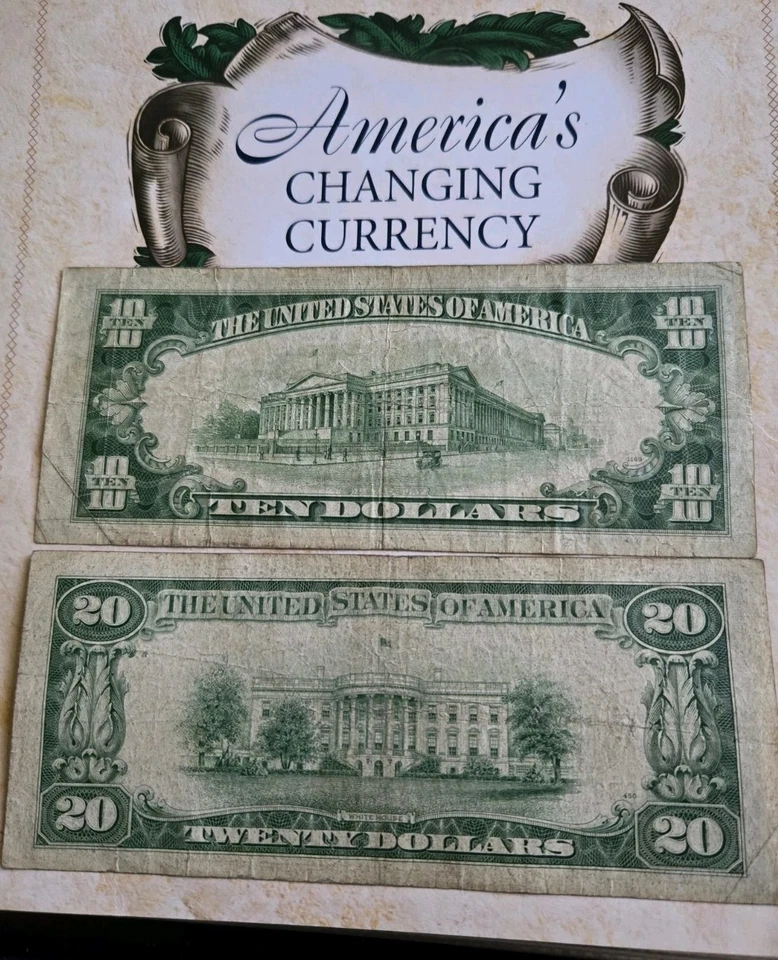 America's
CHANGING
CURRENCY
10 TEN 10
THE UNITED STATES OF AMERICA
10 TEN 10
10 TEN 10
TEN DOLLARS
10 TEN 10
20
THE UNITED STATES OF AMERICA
20
WHITE HOUSE
20
TWENTY DOLLARS
20